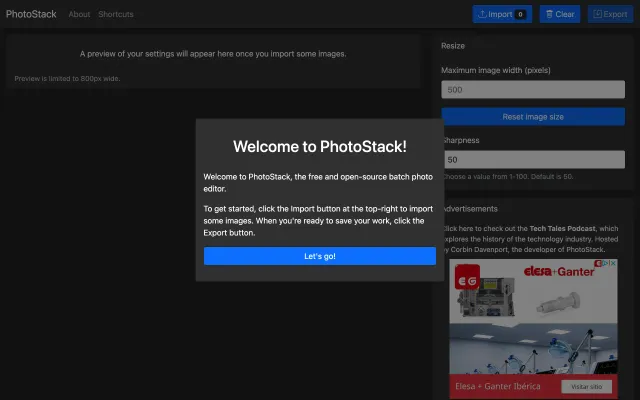 PhotoStack About Shortcuts Import 0 Clear Export
A preview of your settings will appear here once you import some images.
Preview is limited to 800px wide.
Resize
Maximum image width (pixels)
500
Reset image size
Sharpness
50
Choose a value from 1-100. Default is 50.
Welcome to PhotoStack!
Welcome to PhotoStack, the free and open-source batch photo
editor.
To get started, click the Import button at the top-right to import
some images. When you're ready to save your work, click the
Export button.
Let's go!
Advertisements
Click here to check out the Tech Tales Podcast, which
explores the history of the technology industry. Hosted
by Corbin Davenport, the developer of PhotoStack.
EG
elesa+Ganter
Elesa + Ganter Ibérica
Visitar sitio